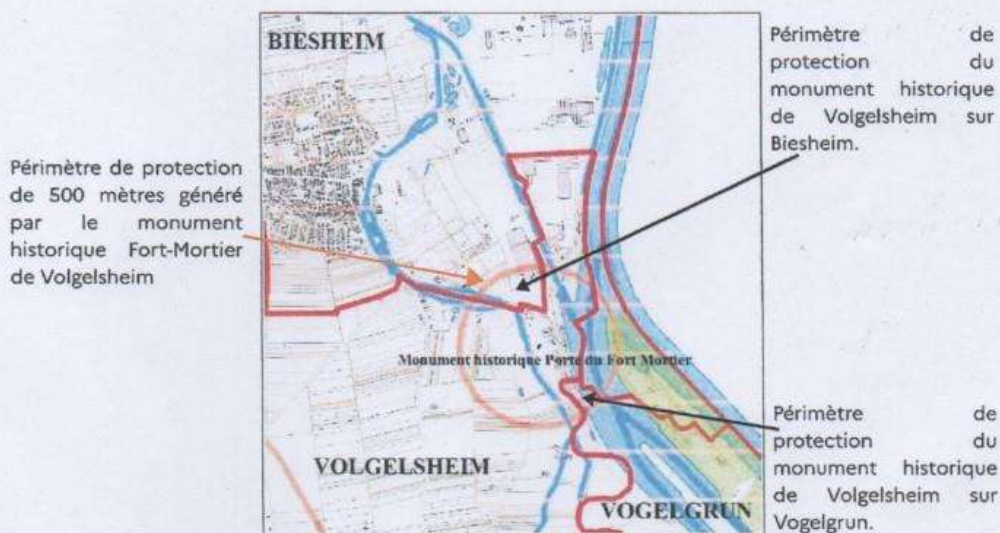 BIESHEIM
Périmètre de
protection du
monument historique
de Volgelsheim sur
Biesheim.
Périmètre de protection
de 500 mètres généré
par le monument
historique Fort-Mortier
de Volgelsheim
Monument historique Porte du Fort Mortier
VOLGELSHEIM
VOGELGRUN
Périmètre de
protection du
monument historique
de Volgelsheim sur
Vogelgrun.